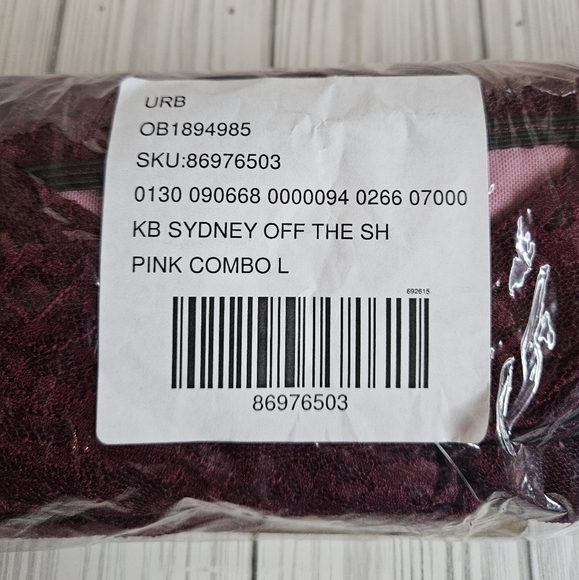 URB
OB1894985
SKU:86976503
0130 090668 0000094 0266 07000
KB SYDNEY OFF THE SH
PINK COMBO L
692615
86976503